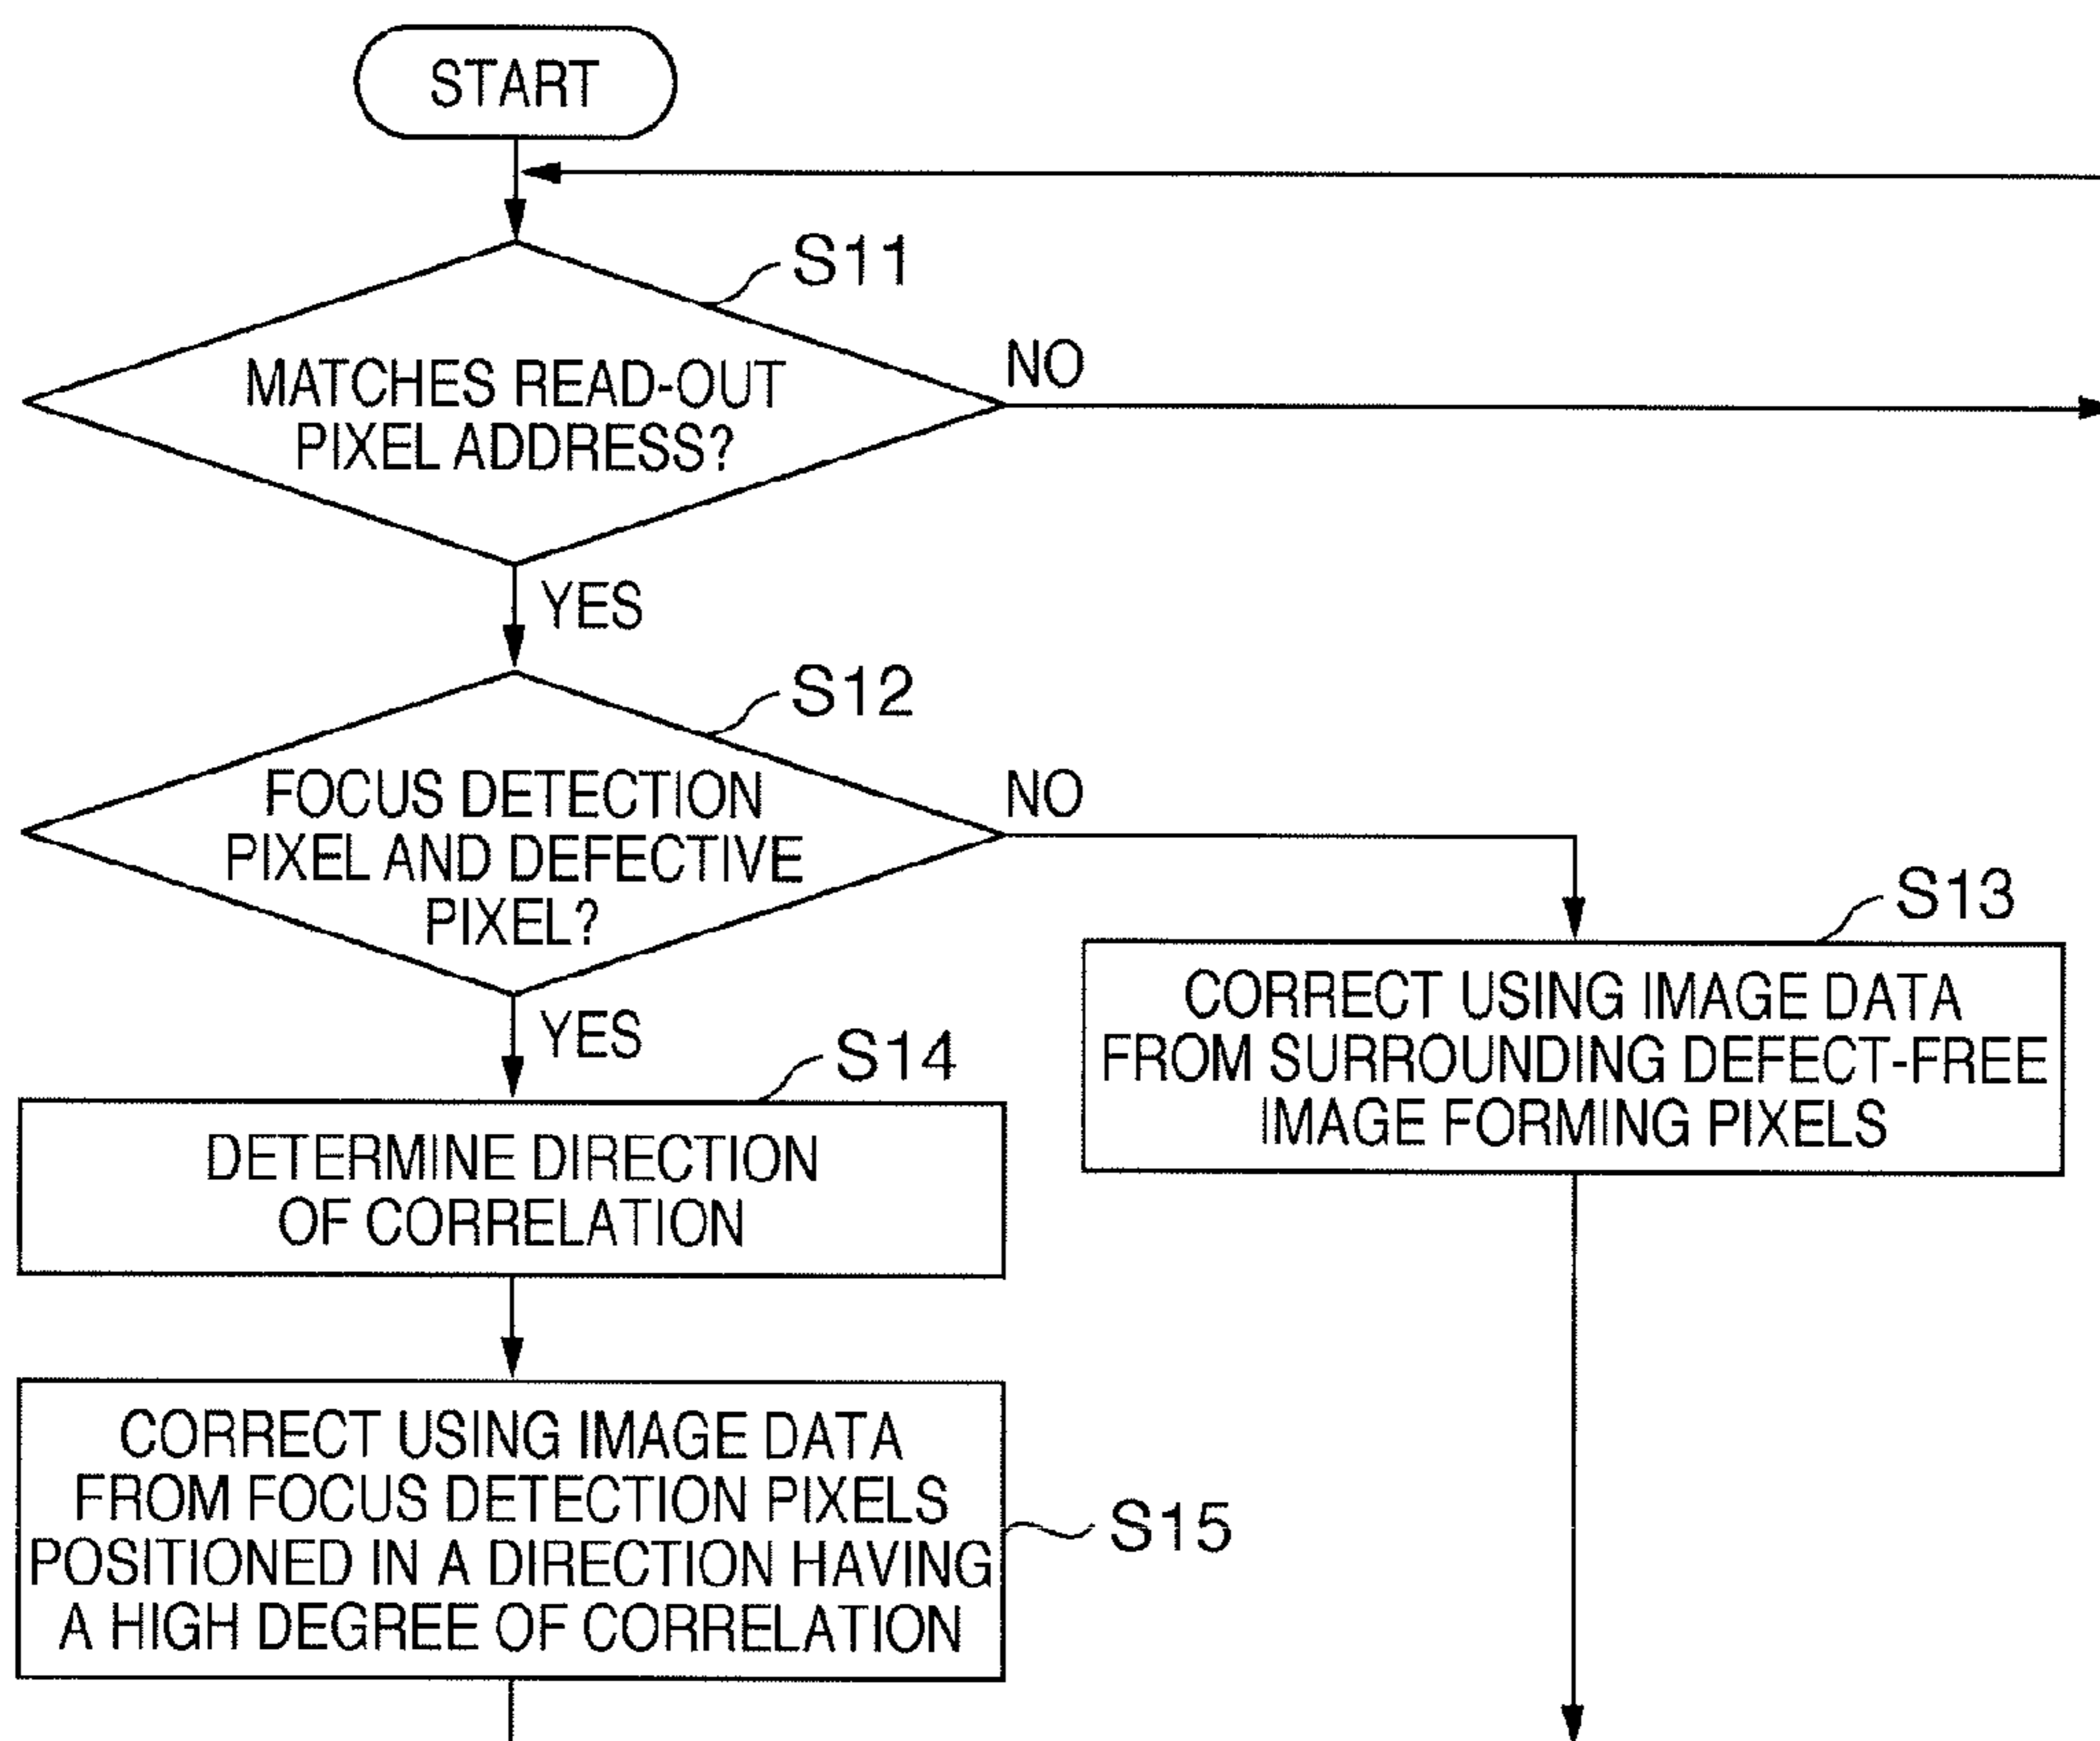 START
S11
MATCHES READ-OUT
PIXEL ADDRESS?
NO
YES
S12
FOCUS DETECTION
PIXEL AND DEFECTIVE
PIXEL?
NO
YES
S13
CORRECT USING IMAGE DATA
FROM SURROUNDING DEFECT-FREE
IMAGE FORMING PIXELS
S14
DETERMINE DIRECTION
OF CORRELATION
CORRECT USING IMAGE DATA
FROM FOCUS DETECTION PIXELS
POSITIONED IN A DIRECTION HAVING
A HIGH DEGREE OF CORRELATION
S15